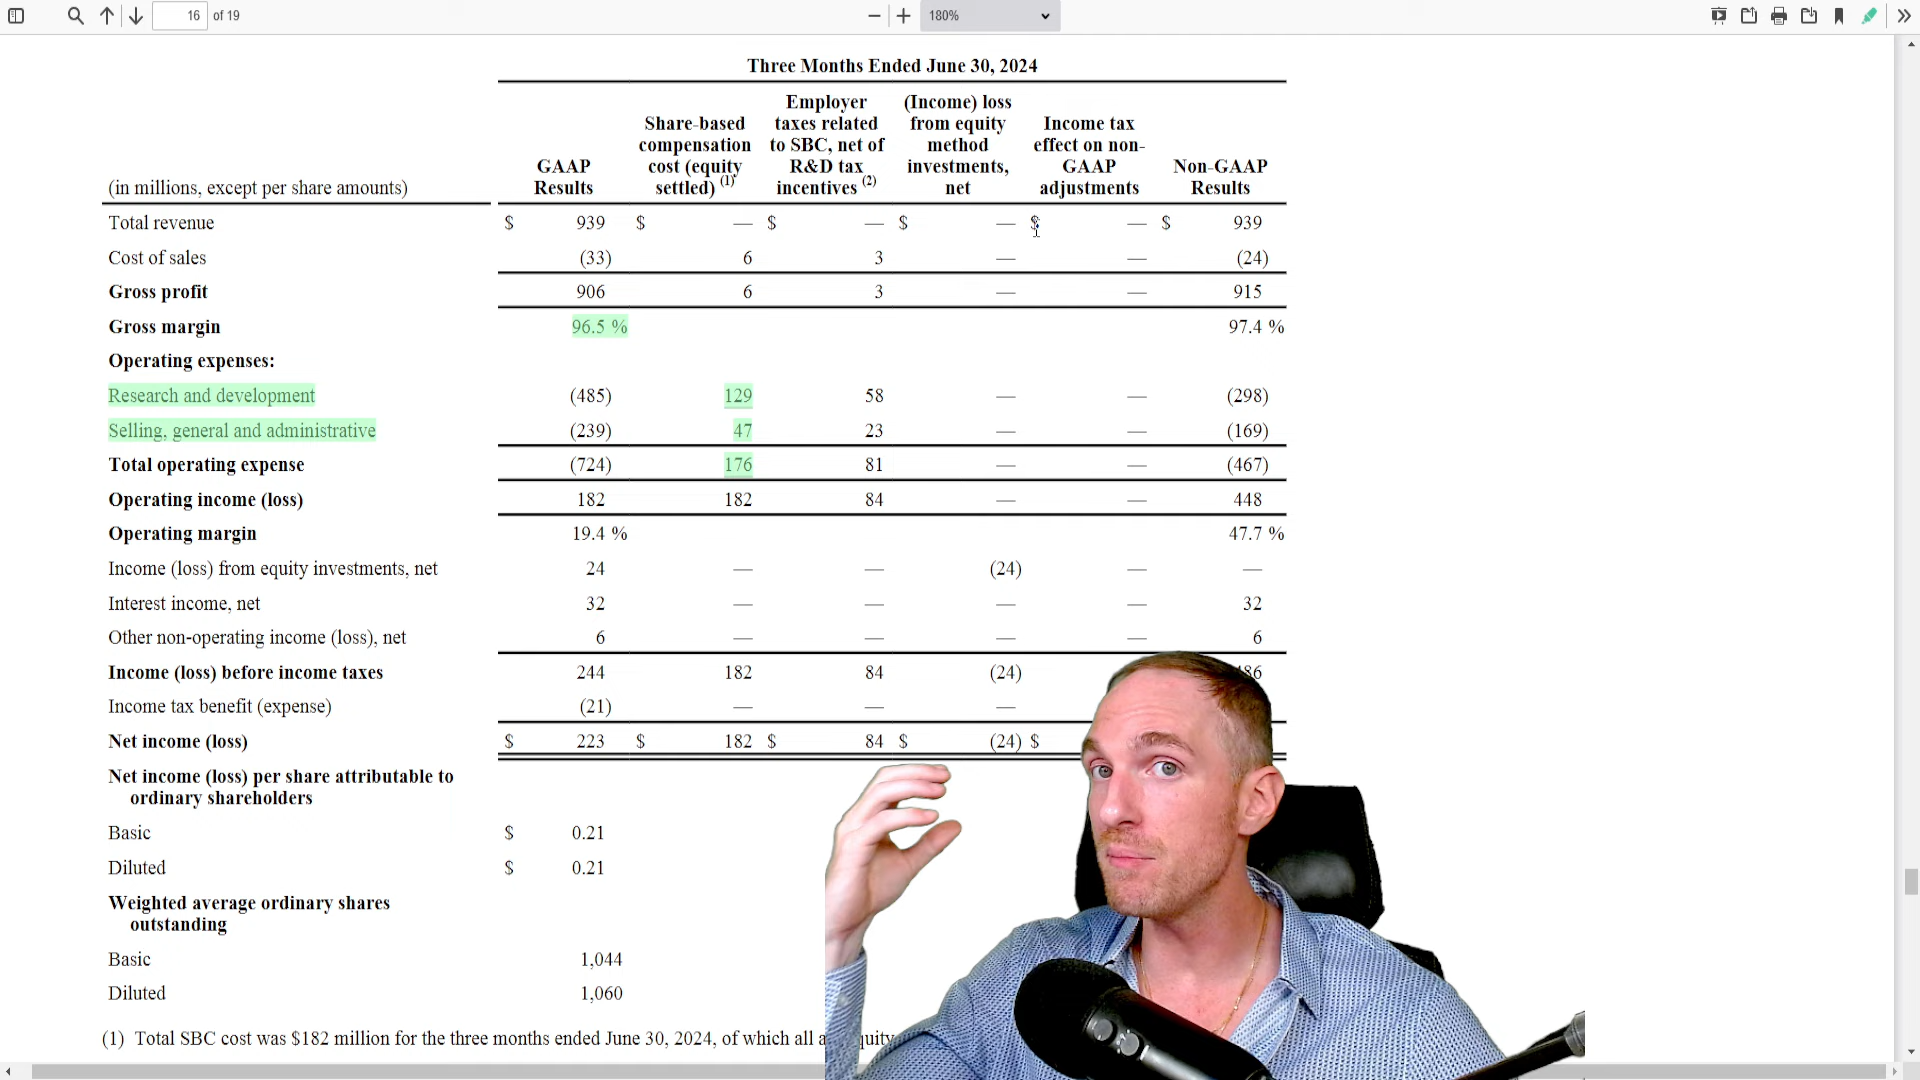 16 of 19 180%
Three Months Ended June 30, 2024
(in millions, except per share amounts) GAAP Results Share-based compensation cost (equity settled) (1) Employer taxes related to SBC, net of R&D tax incentives (2) (Income) loss from equity method investments, net Income tax effect on non-GAAP adjustments Non-GAAP Results
Total revenue $ 939 $ — $ — $ — $ — $ 939
Cost of sales (33) 6 3 — — (24)
Gross profit 906 6 3 — — 915
Gross margin 96.5 % 97.4 %
Operating expenses:
Research and development (485) 129 58 — — (298)
Selling, general and administrative (239) 47 23 — — (169)
Total operating expense (724) 176 81 — — (467)
Operating income (loss) 182 182 84 — — 448
Operating margin 19.4 % 47.7 %
Income (loss) from equity investments, net 24 — — (24) — —
Interest income, net 32 — — — — 32
Other non-operating income (loss), net 6 — — — — 6
Income (loss) before income taxes 244 182 84 (24)
Income tax benefit (expense) (21) — — —
Net income (loss) $ 223 $ 182 $ 84 $ (24) $
Net income (loss) per share attributable to
ordinary shareholders
Basic $ 0.21
Diluted $ 0.21
Weighted average ordinary shares
outstanding
Basic 1,044
Diluted 1,060
(1) Total SBC cost was $182 million for the three months ended June 30, 2024, of which all